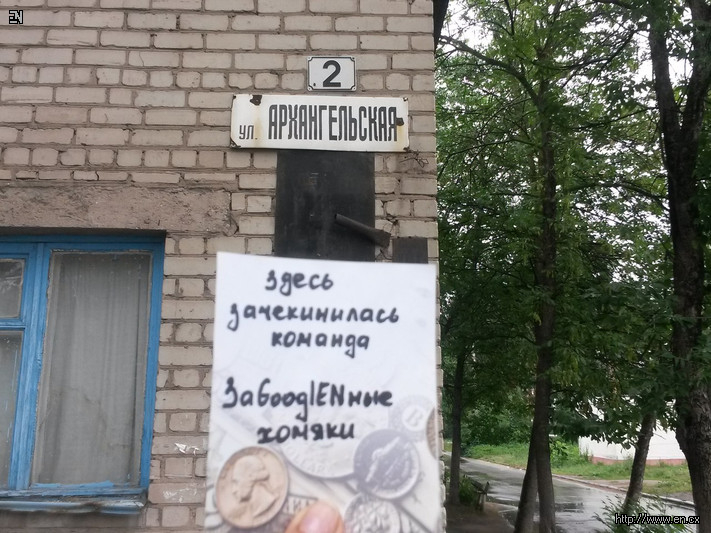 EN
2
ул. АРХАНГЕЛЬСКАЯ
Здесь
зачекинилась
команда
ЗаGooglENные
хомяки
http://www.en.cx